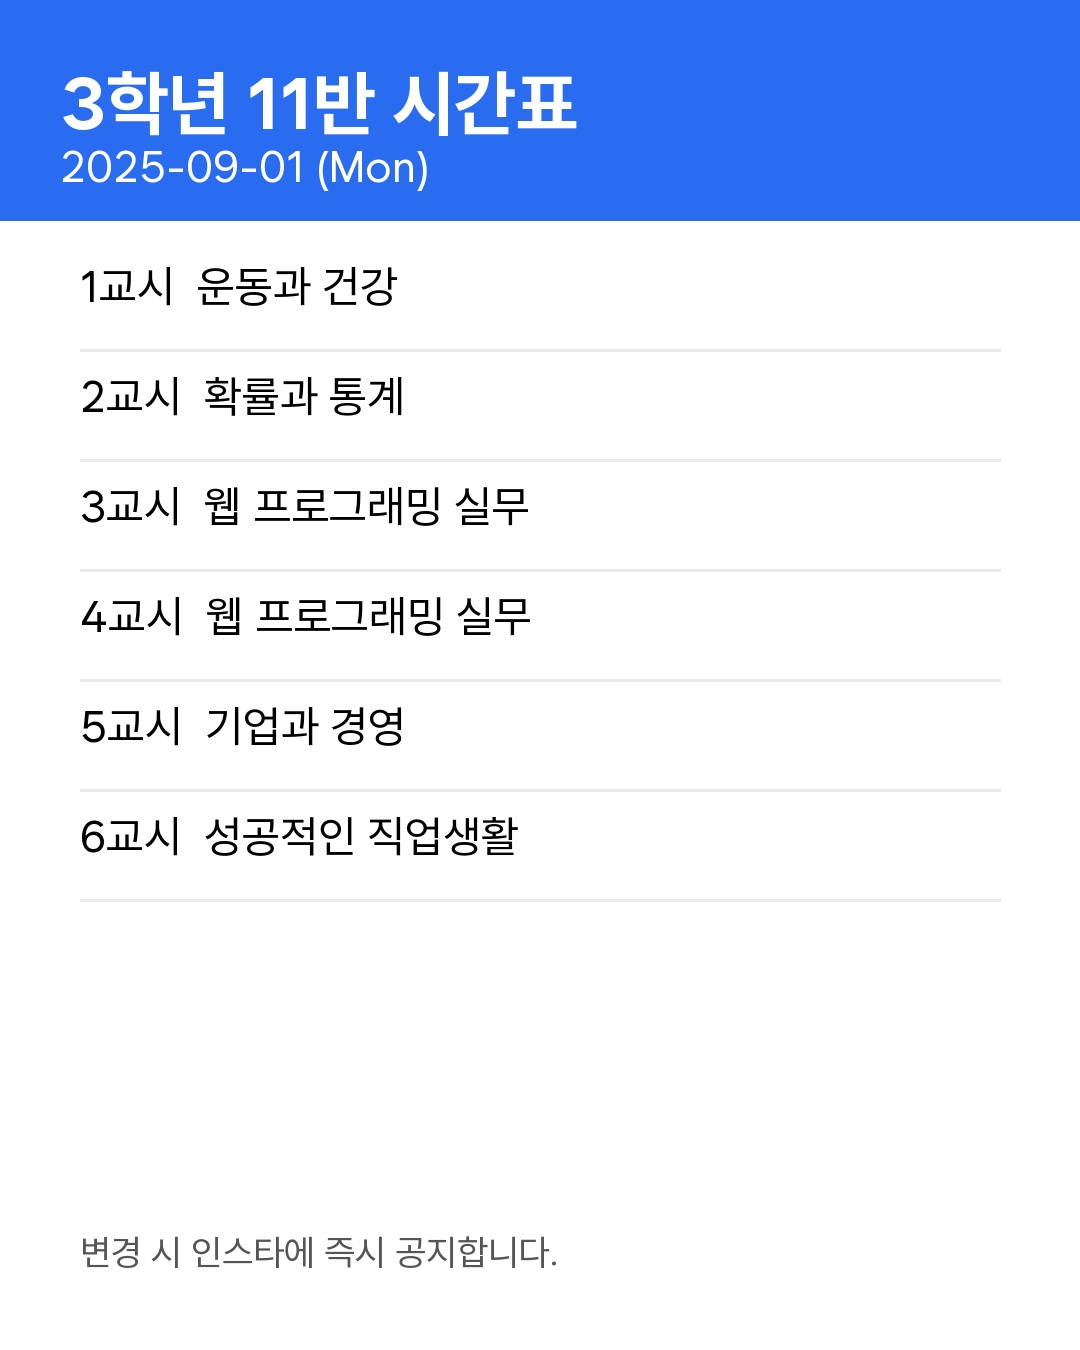 3학년 11반 시간표
2025-09-01 (Mon)
1교시 운동과 건강
2교시 확률과 통계
3교시 웹 프로그래밍 실무
4교시 웹 프로그래밍 실무
5교시 기업과 경영
6교시 성공적인 직업생활
변경 시 인스타에 즉시 공지합니다.